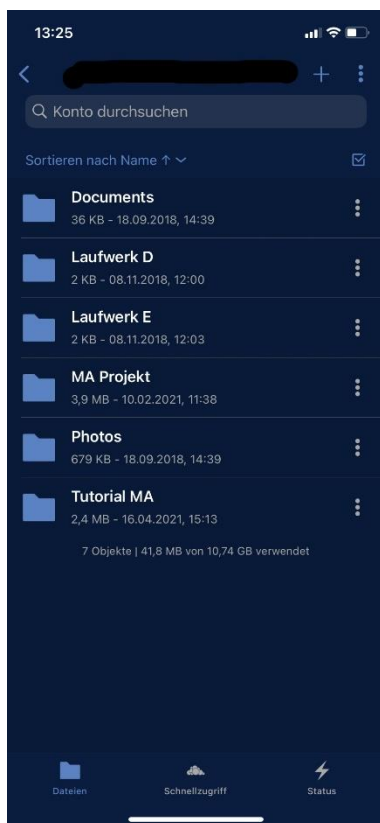 13:25
Konto durchsuchen
Sortieren nach Name ↑
Documents
36 KB - 18.09.2018, 14:39
Laufwerk D
2 KB - 08.11.2018, 12:00
Laufwerk E
2 KB - 08.11.2018, 12:03
MA Projekt
3,9 MB - 10.02.2021, 11:38
Photos
679 KB - 18.09.2018, 14:39
Tutorial MA
2,4 MB - 16.04.2021, 15:13
7 Objekte | 41,8 MB von 10,74 GB verwendet
Dateien Schnellzugriff Status